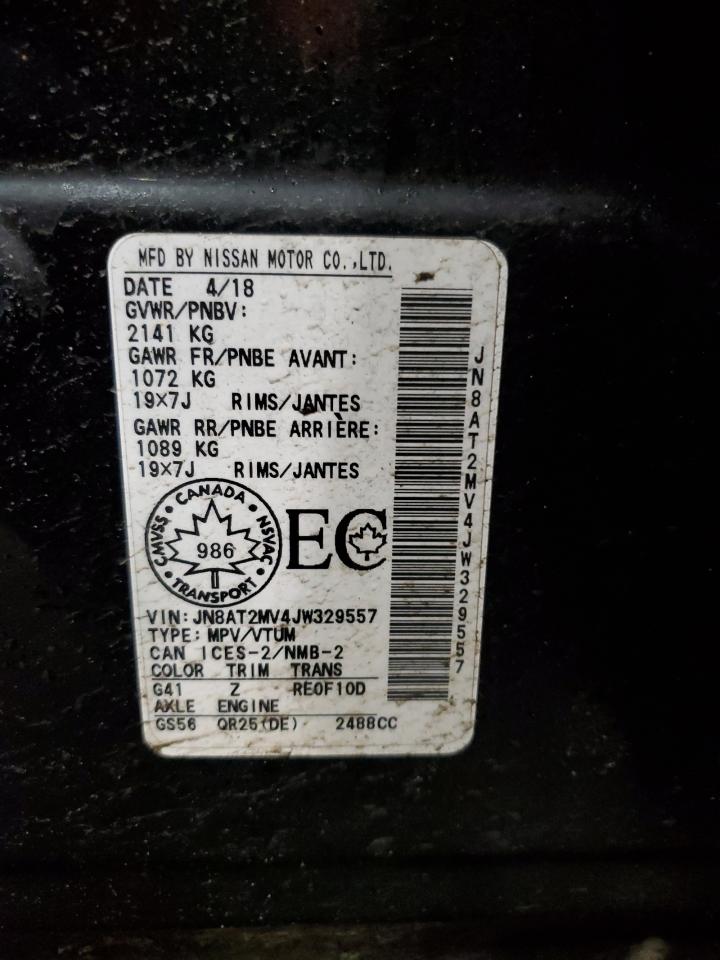 MFD BY NISSAN MOTOR CO.,LTD.
DATE 4/18
GVWR/PNBV:
2141 KG
GAWR FR/PNBE AVANT:
1072 KG
19×7J RIMS/JANTES
GAWR RR/PNBE ARRIÈRE:
1089 KG
19×7J RIMS/JANTES
CANADA • NSVAC • TRANSPORT • CMVSS •
986
EC
VIN: JN8AT2MV4JW329557
TYPE: MPV/VTUM
CAN ICES-2/NMB-2
COLOR TRIM TRANS
G41 Z RE0F10D
AXLE ENGINE
GS56 QR25(DE) 2488CC
JN8AT2MV4JW329557